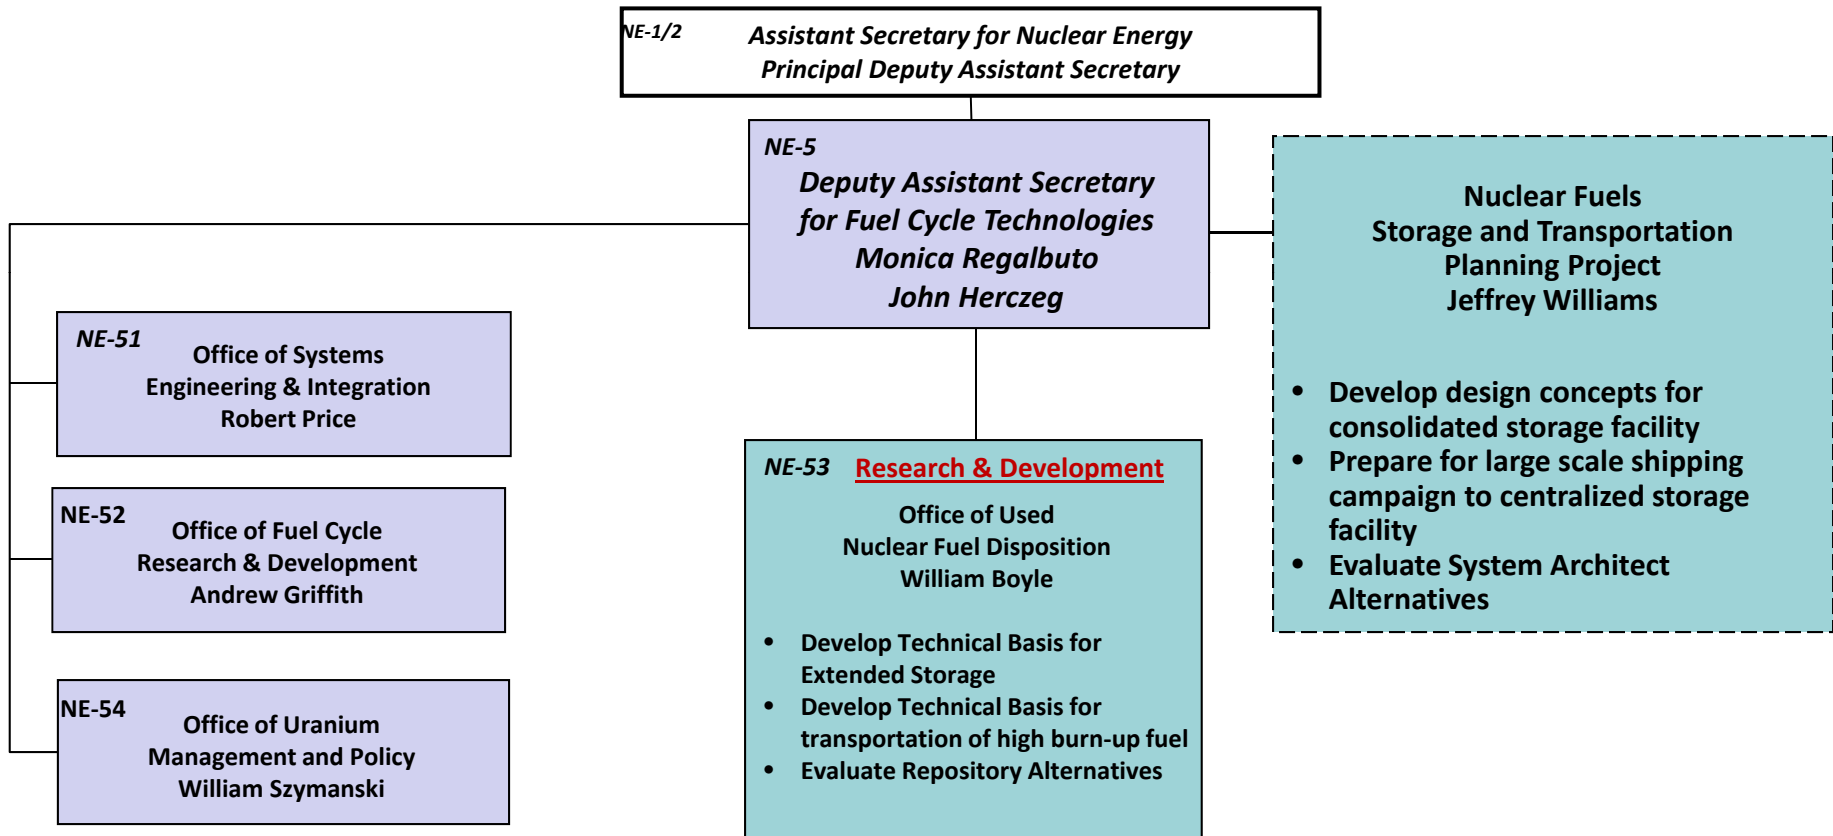 NE-1/2
Assistant Secretary for Nuclear Energy
Principal Deputy Assistant Secretary
NE-5
Deputy Assistant Secretary
for Fuel Cycle Technologies
Monica Regalbuto
John Herczeg
Nuclear Fuels
Storage and Transportation
Planning Project
Jeffrey Williams
• Develop design concepts for
consolidated storage facility
• Prepare for large scale shipping
campaign to centralized storage
facility
• Evaluate System Architect
Alternatives
NE-51
Office of Systems
Engineering & Integration
Robert Price
NE-52
Office of Fuel Cycle
Research & Development
Andrew Griffith
NE-54
Office of Uranium
Management and Policy
William Szymanski
NE-53 Research & Development
Office of Used
Nuclear Fuel Disposition
William Boyle
• Develop Technical Basis for
Extended Storage
• Develop Technical Basis for
transportation of high burn-up fuel
• Evaluate Repository Alternatives